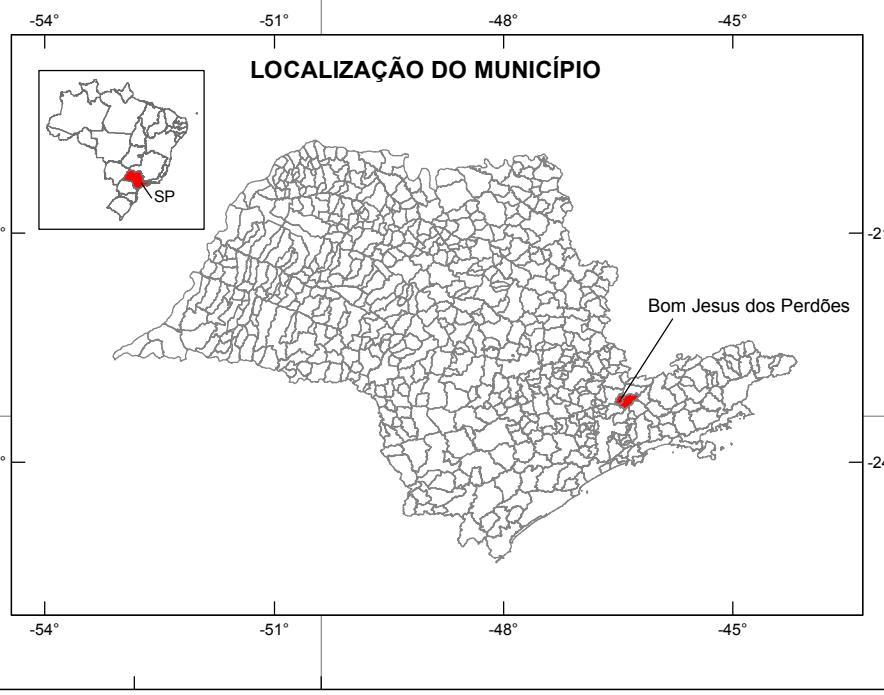 -54° -51° -48° -45°
LOCALIZAÇÃO DO MUNICÍPIO
SP
Bom Jesus dos Perdões
-54° -51° -48° -45°